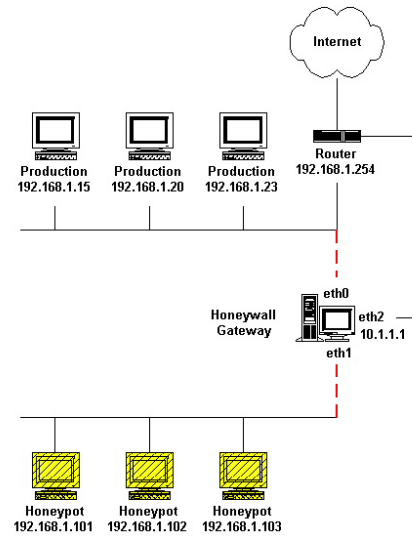 Internet
Production
192.168.1.15
Production
192.168.1.20
Production
192.168.1.23
Router
192.168.1.254
Honeywall
Gateway
eth0
eth2
10.1.1.1
eth1
Honeypot
192.168.1.101
Honeypot
192.168.1.102
Honeypot
192.168.1.103